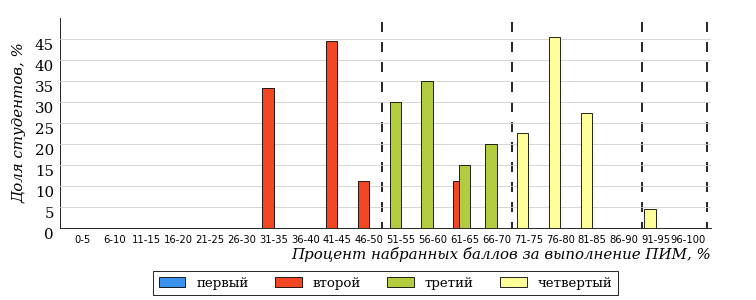 Доля студентов, %
45
40
35
30
25
20
15
10
5
0
0-5 6-10 11-15 16-20 21-25 26-30 31-35 36-40 41-45 46-50 51-55 56-60 61-65 66-70 71-75 76-80 81-85 86-90 91-95 96-100
Процент набранных баллов за выполнение ПИМ, %
первый второй третий четвертый